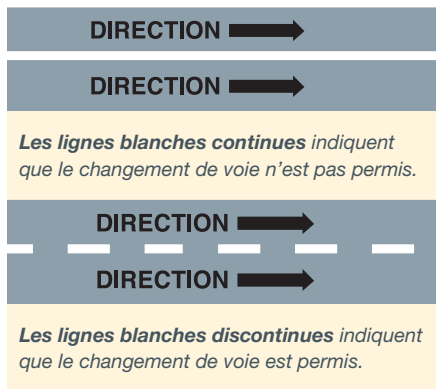 DIRECTION
DIRECTION
Les lignes blanches continues indiquent
que le changement de voie n'est pas permis.
DIRECTION
DIRECTION
Les lignes blanches discontinues indiquent
que le changement de voie est permis.